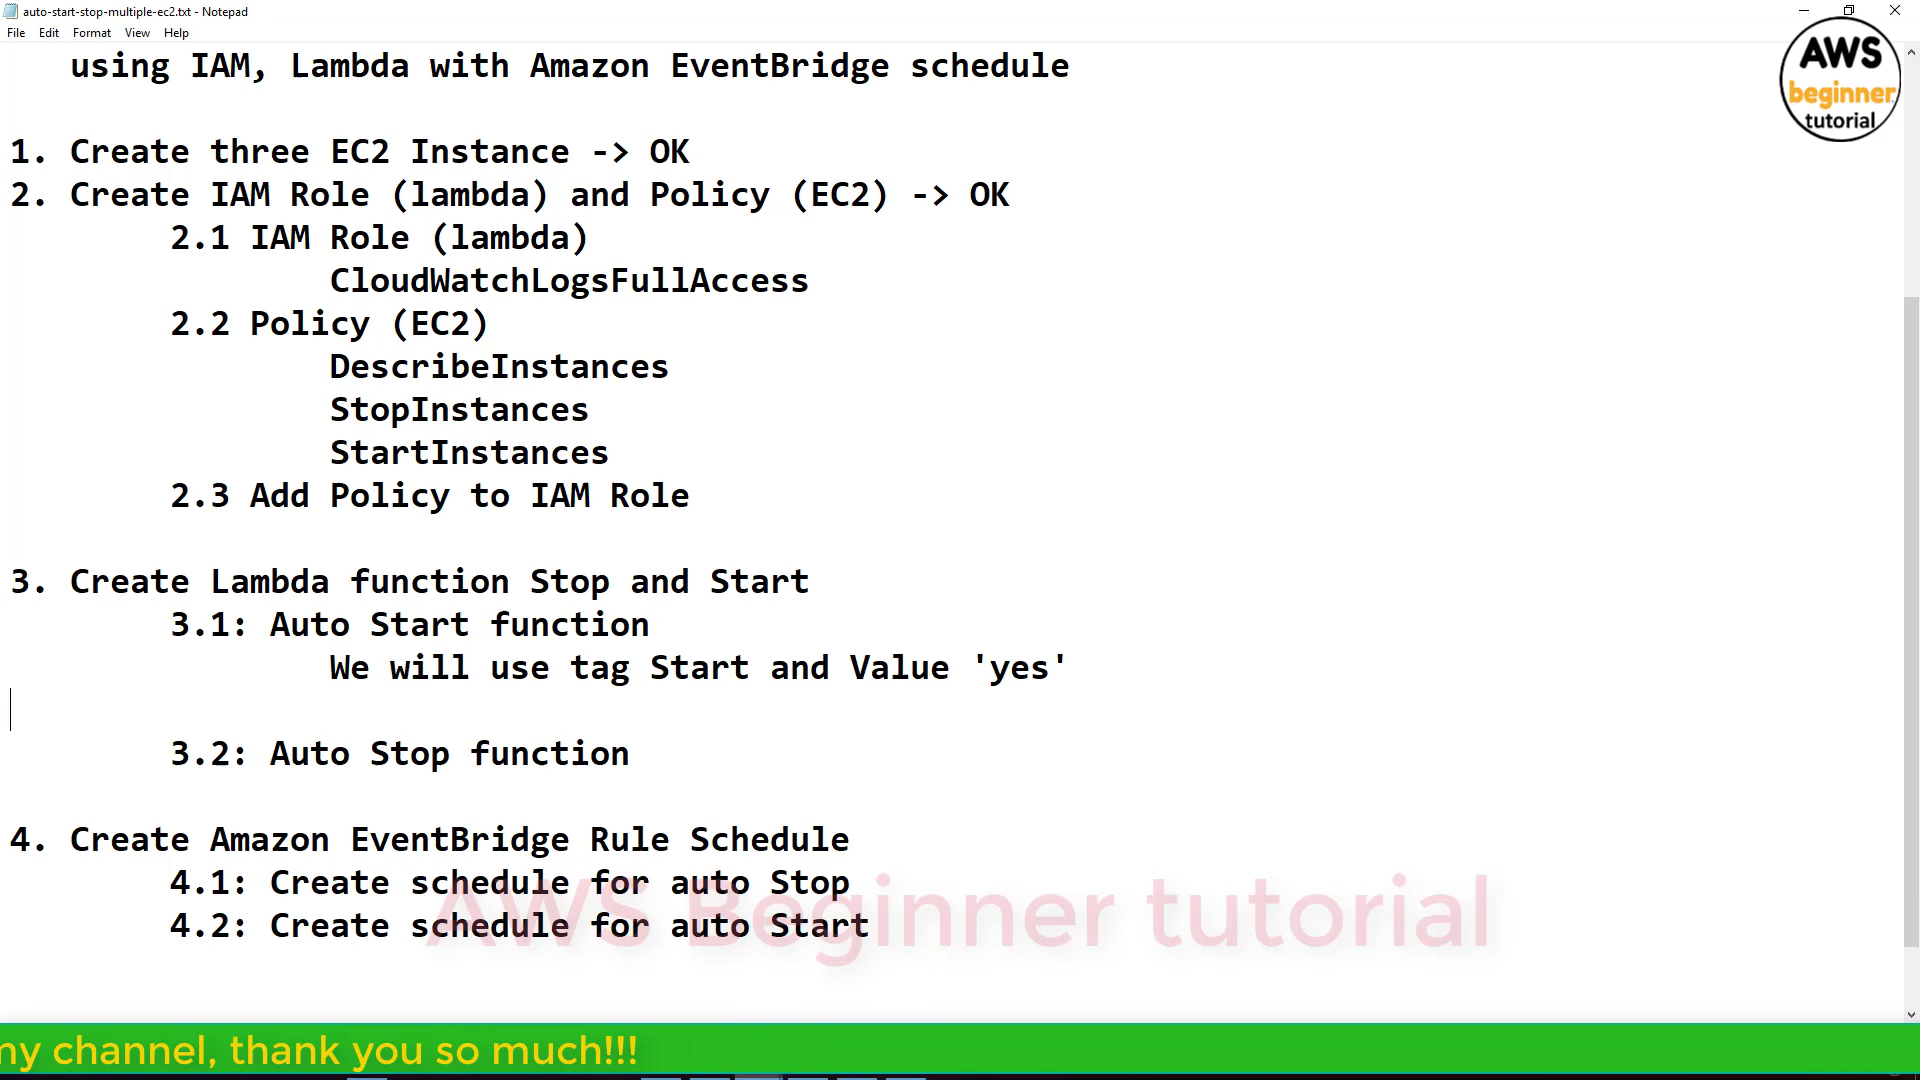 auto-start-stop-multiple-ec2.txt - Notepad
File Edit Format View Help
using IAM, Lambda with Amazon EventBridge schedule
AWS
beginner
tutorial
1. Create three EC2 Instance -> OK
2. Create IAM Role (lambda) and Policy (EC2) -> OK
2.1 IAM Role (lambda)
CloudWatchLogsFullAccess
2.2 Policy (EC2)
DescribeInstances
StopInstances
StartInstances
2.3 Add Policy to IAM Role
3. Create Lambda function Stop and Start
3.1: Auto Start function
We will use tag Start and Value 'yes'
3.2: Auto Stop function
4. Create Amazon EventBridge Rule Schedule
4.1: Create schedule for auto Stop
4.2: Create schedule for auto Start
AWS Beginner tutorial
my channel, thank you so much!!!